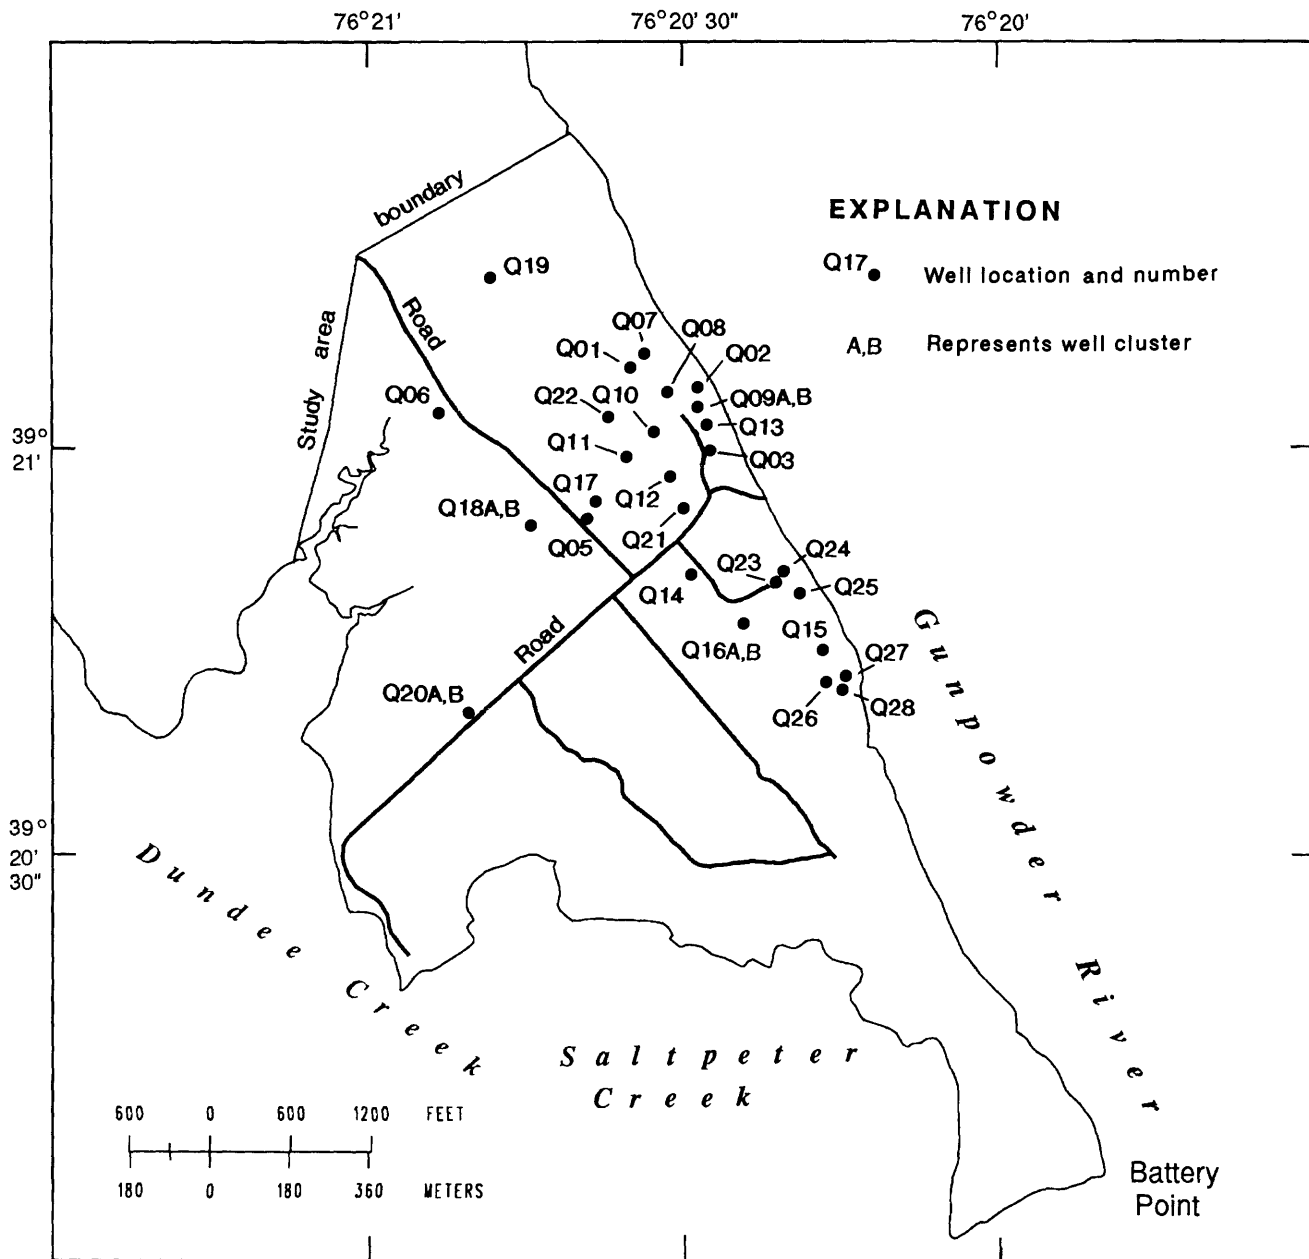 76°21' 76°20' 30" 76°20'
boundary
EXPLANATION
Q17 Well location and number
A,B Represents well cluster
Study area
Road
Q19
Q07
Q08
Q01
Q02
Q06
Q22
Q10
Q09A,B
Q13
39°
21'
Q11
Q03
Q17
Q12
Q18A,B
Q05
Q21
Q24
Q23
Q25
Q14
Road
Q15
Q16A,B
Q27
Q20A,B
Q26
Q28
Gunpowder River
39°
20'
30"
Dundee Creek
Saltpeter
Creek
600 0 600 1200 FEET
180 0 180 360 METERS
Battery
Point